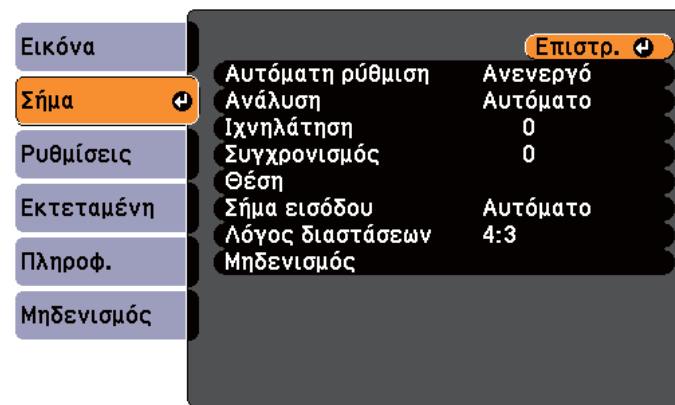 Εικόνα
Σήμα
Ρυθμίσεις
Εκτεταμένη
Πληροφ.
Μηδενισμός
Επιστρ.
Αυτόματη ρύθμιση Ανενεργό
Ανάλυση Αυτόματο
Ιχνηλάτηση 0
Συγχρονισμός 0
Θέση
Σήμα εισόδου Αυτόματο
Λόγος διαστάσεων 4:3
Μηδενισμός